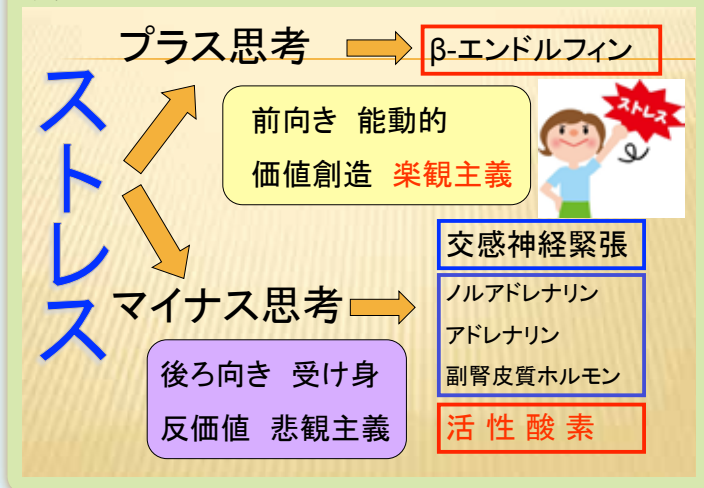 ストレス
プラス思考
β-エンドルフィン
前向き 能動的
価値創造 楽観主義
ストレス
マイナス思考
後ろ向き 受け身
反価値 悲観主義
交感神経緊張
ノルアドレナリン
アドレナリン
副腎皮質ホルモン
活性酸素